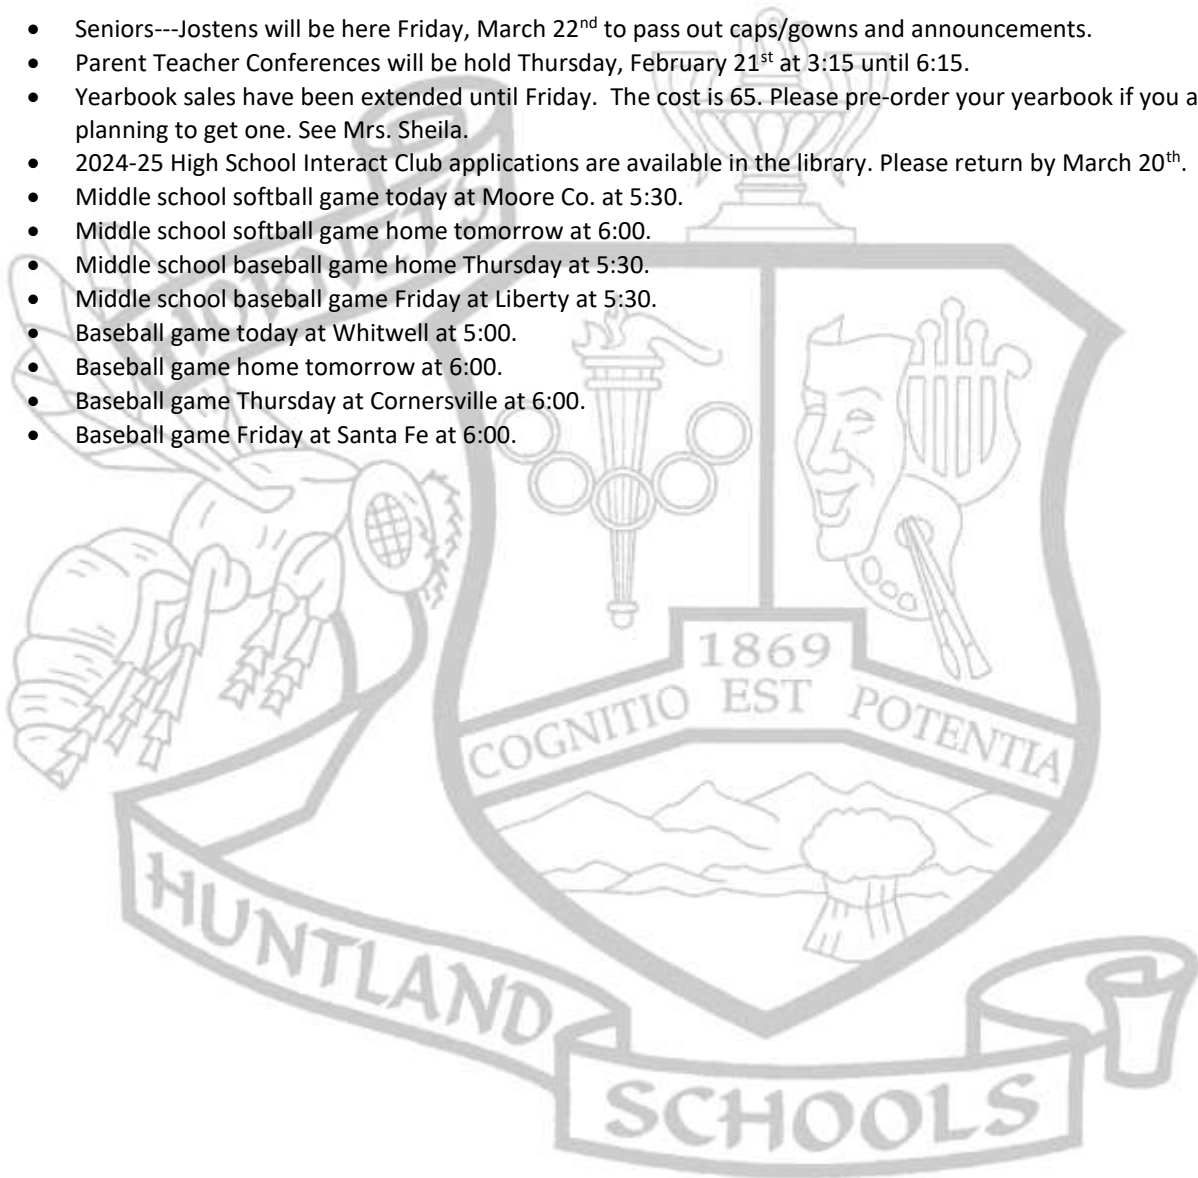 • Seniors---Jostens will be here Friday, March 22nd to pass out caps/gowns and announcements.
• Parent Teacher Conferences will be hold Thursday, February 21st at 3:15 until 6:15.
• Yearbook sales have been extended until Friday.  The cost is 65. Please pre-order your yearbook if you a
planning to get one. See Mrs. Sheila.
• 2024-25 High School Interact Club applications are available in the library. Please return by March 20th.
• Middle school softball game today at Moore Co. at 5:30.
• Middle school softball game home tomorrow at 6:00.
• Middle school baseball game home Thursday at 5:30.
• Middle school baseball game Friday at Liberty at 5:30.
• Baseball game today at Whitwell at 5:00.
• Baseball game home tomorrow at 6:00.
• Baseball game Thursday at Cornersville at 6:00.
• Baseball game Friday at Santa Fe at 6:00.
HORNETS
1869
COGNITIO EST POTENTIA
HUNTLAND
SCHOOLS